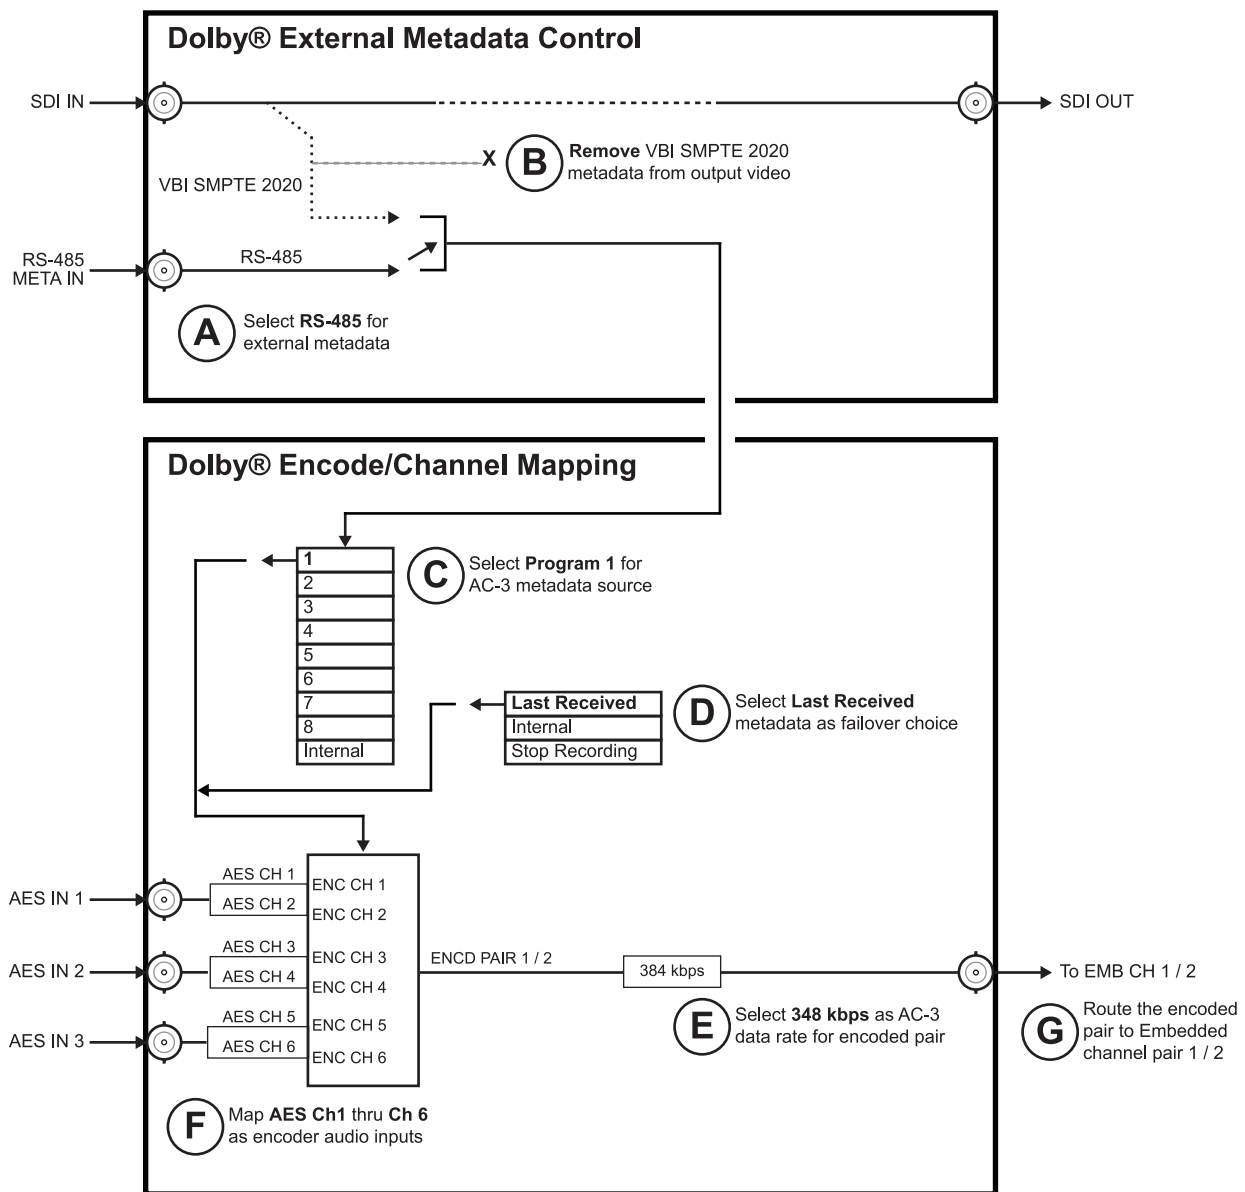 Dolby® External Metadata Control
SDI IN
SDI OUT
X
B
Remove VBI SMPTE 2020
metadata from output video
VBI SMPTE 2020
RS-485
META IN
RS-485
A
Select RS-485 for
external metadata
Dolby® Encode/Channel Mapping
1
2
3
4
5
6
7
8
Internal
C
Select Program 1 for
AC-3 metadata source
Last Received
Internal
Stop Recording
D
Select Last Received
metadata as failover choice
AES IN 1
AES CH 1
AES CH 2
ENC CH 1
ENC CH 2
AES IN 2
AES CH 3
AES CH 4
ENC CH 3
ENC CH 4
AES IN 3
AES CH 5
AES CH 6
ENC CH 5
ENC CH 6
ENCD PAIR 1 / 2
384 kbps
To EMB CH 1 / 2
E
Select 348 kbps as AC-3
data rate for encoded pair
G
Route the encoded
pair to Embedded
channel pair 1 / 2
F
Map AES Ch1 thru Ch 6
as encoder audio inputs